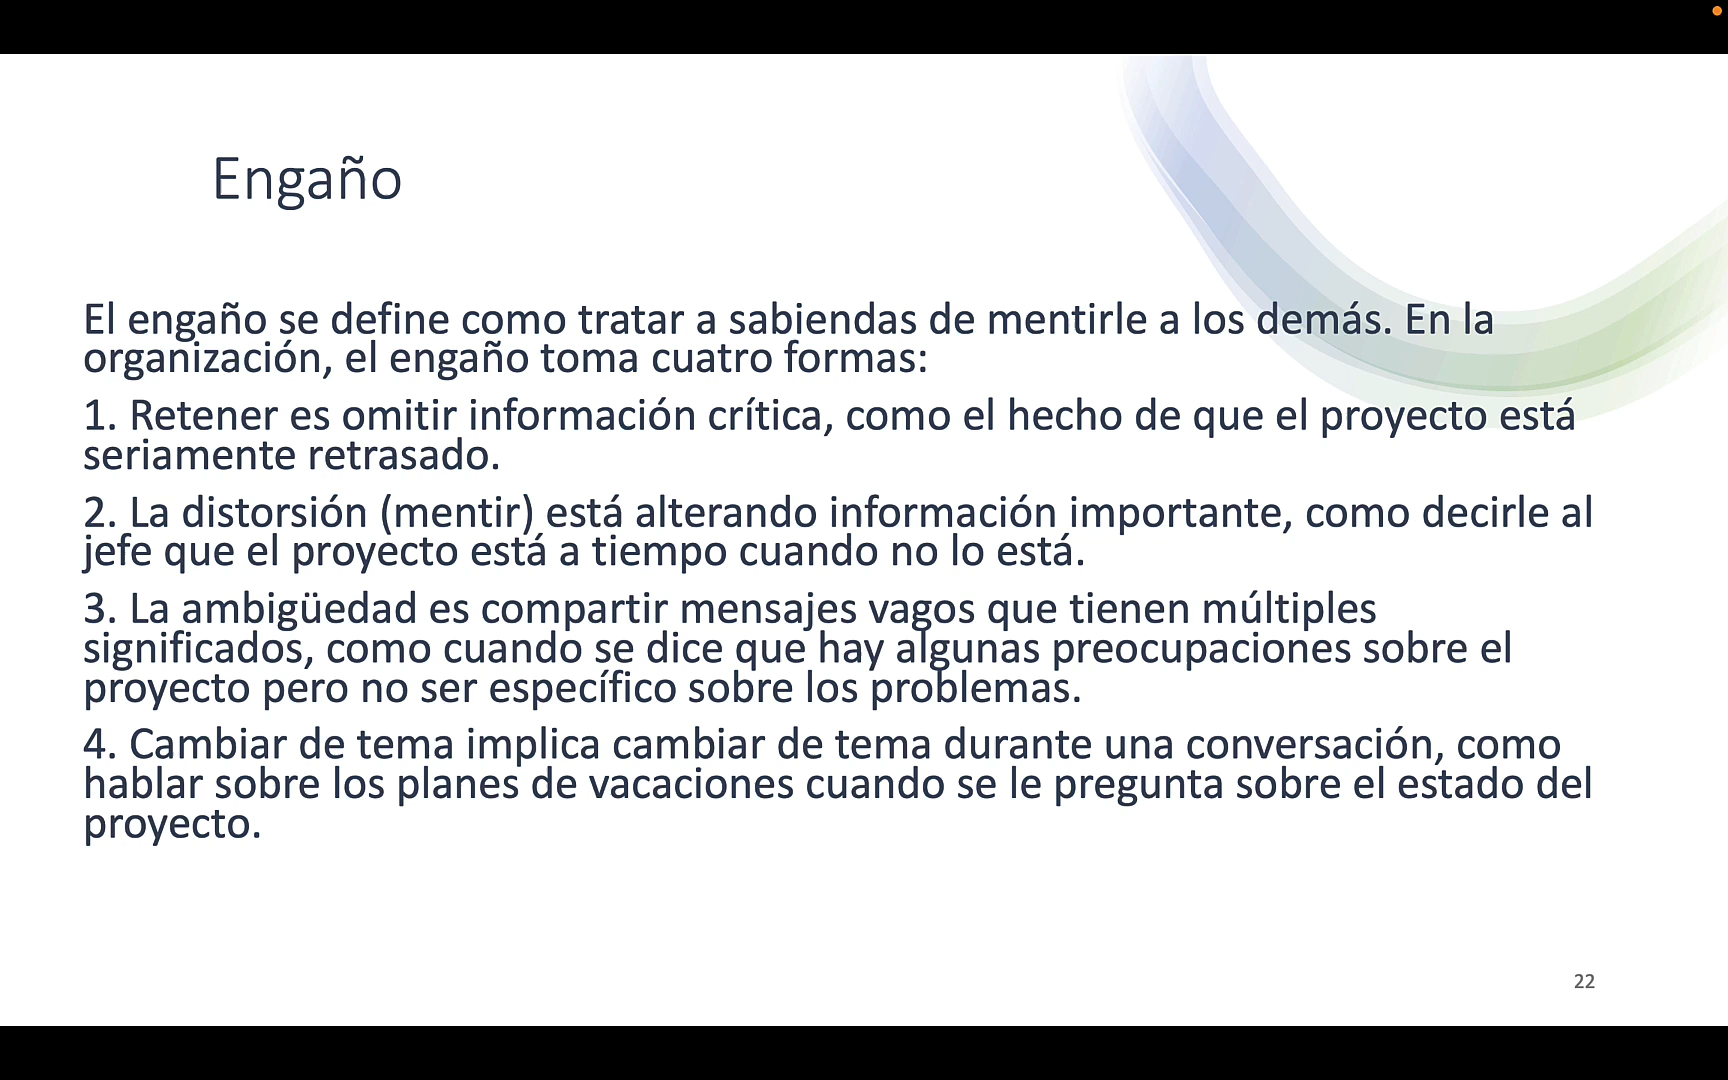 Engaño
El engaño se define como tratar a sabiendas de mentirle a los demás. En la
organización, el engaño toma cuatro formas:
1. Retener es omitir información crítica, como el hecho de que el proyecto está
seriamente retrasado.
2. La distorsión (mentir) está alterando información importante, como decirle al
jefe que el proyecto está a tiempo cuando no lo está.
3. La ambigüedad es compartir mensajes vagos que tienen múltiples
significados, como cuando se dice que hay algunas preocupaciones sobre el
proyecto pero no ser específico sobre los problemas.
4. Cambiar de tema implica cambiar de tema durante una conversación, como
hablar sobre los planes de vacaciones cuando se le pregunta sobre el estado del
proyecto.
22